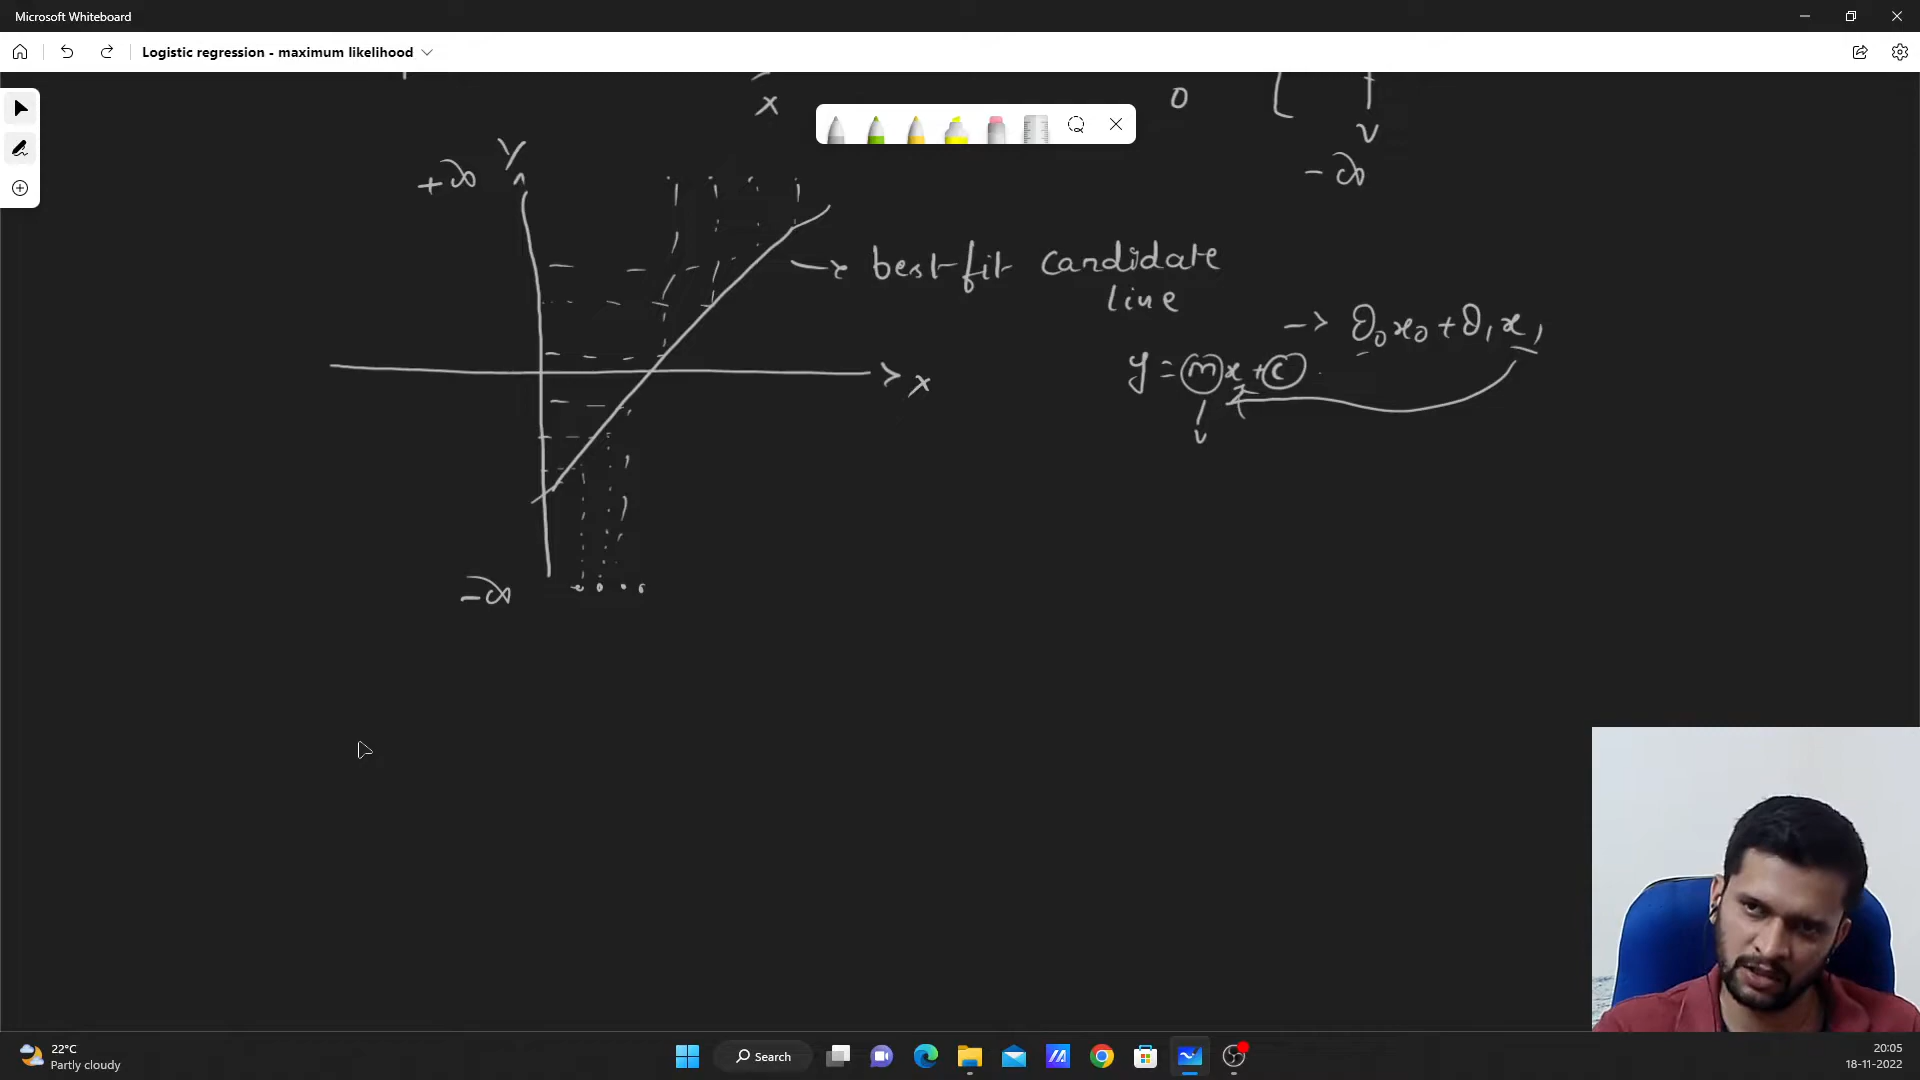 Microsoft Whiteboard
Logistic regression - maximum likelihood
x
0
-∞
Y
+∞
best fit candidate
line
-> θ₀x₀ + θ₁x₁
y = mx + c
> x
-∞
22°C
Partly cloudy
Search
20:05
18-11-2022